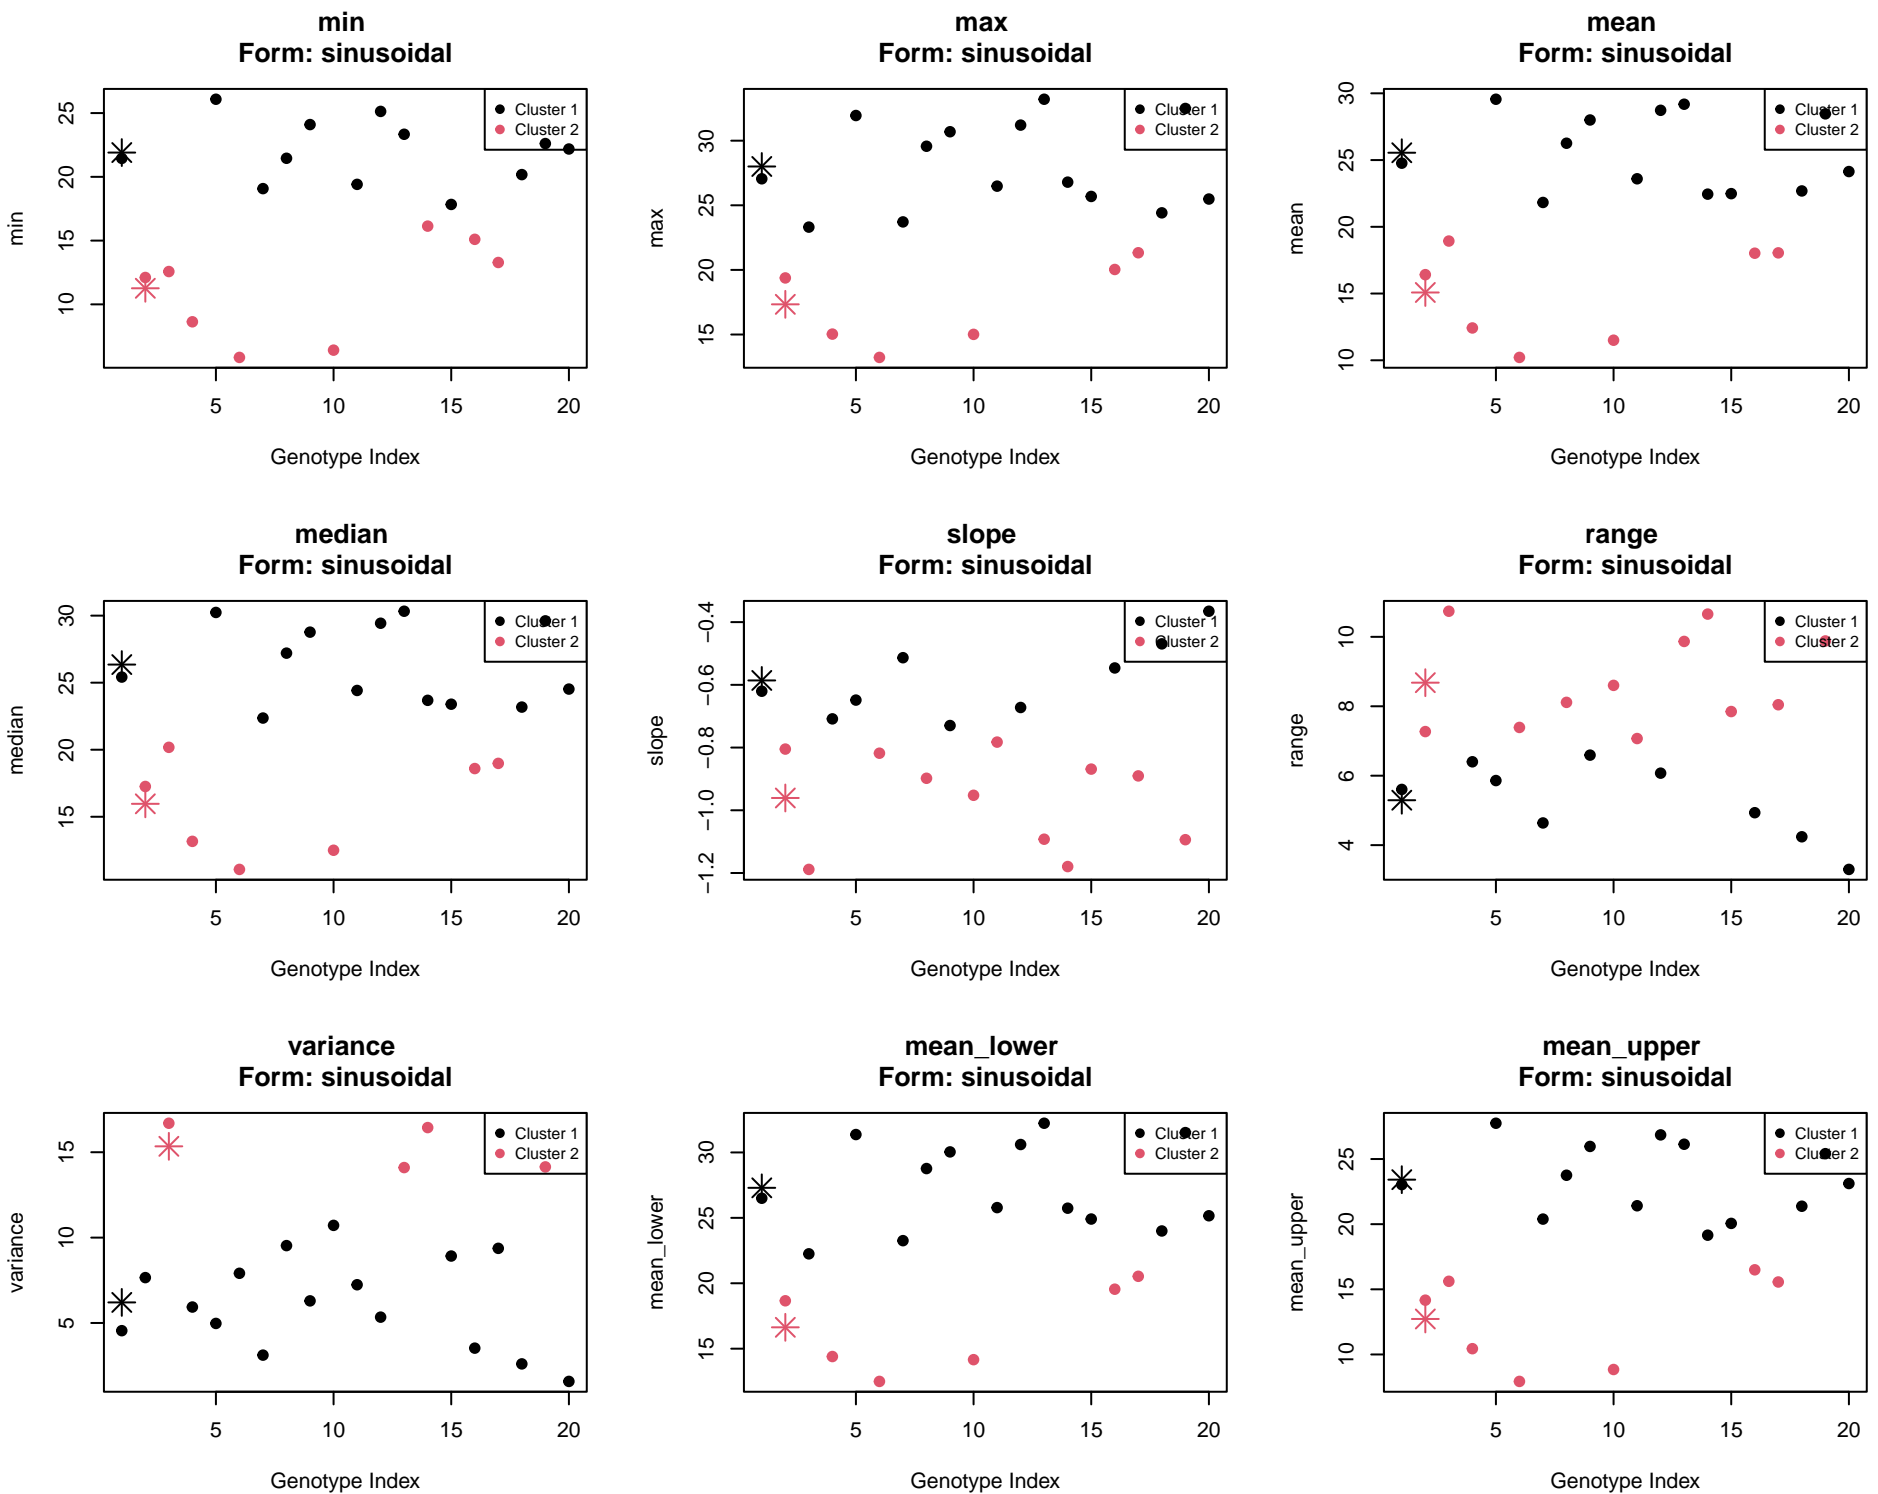 min
Form: sinusoidal
Cluster 1
Cluster 2
min
10 15 20 25
5 10 15 20
Genotype Index
max
Form: sinusoidal
Cluster 1
Cluster 2
max
15 20 25 30
5 10 15 20
Genotype Index
mean
Form: sinusoidal
Cluster 1
Cluster 2
mean
10 15 20 25 30
5 10 15 20
Genotype Index
median
Form: sinusoidal
Cluster 1
Cluster 2
median
15 20 25 30
5 10 15 20
Genotype Index
slope
Form: sinusoidal
Cluster 1
Cluster 2
slope
−1.2 −1.0 −0.8 −0.6 −0.4
5 10 15 20
Genotype Index
range
Form: sinusoidal
Cluster 1
Cluster 2
range
4 6 8 10
5 10 15 20
Genotype Index
variance
Form: sinusoidal
Cluster 1
Cluster 2
variance
5 10 15
5 10 15 20
Genotype Index
mean_lower
Form: sinusoidal
Cluster 1
Cluster 2
mean_lower
15 20 25 30
5 10 15 20
Genotype Index
mean_upper
Form: sinusoidal
Cluster 1
Cluster 2
mean_upper
10 15 20 25
5 10 15 20
Genotype Index